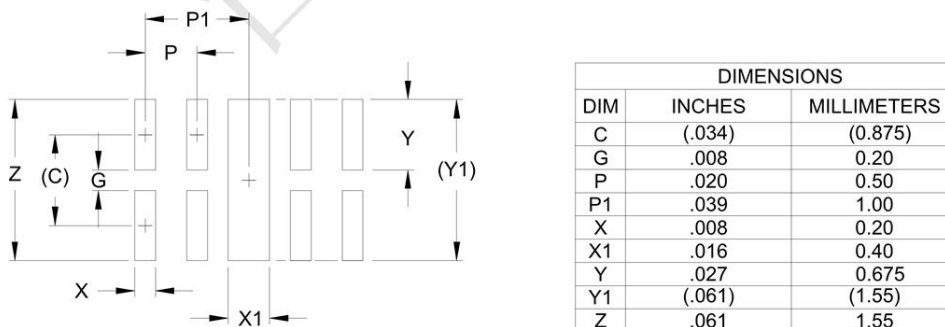 P1
P
Z
(C)
G
Y
(Y1)
X
X1
DIMENSIONS
DIM INCHES MILLIMETERS
C (.034) (0.875)
G .008 0.20
P .020 0.50
P1 .039 1.00
X .008 0.20
X1 .016 0.40
Y .027 0.675
Y1 (.061) (1.55)
Z .061 1.55